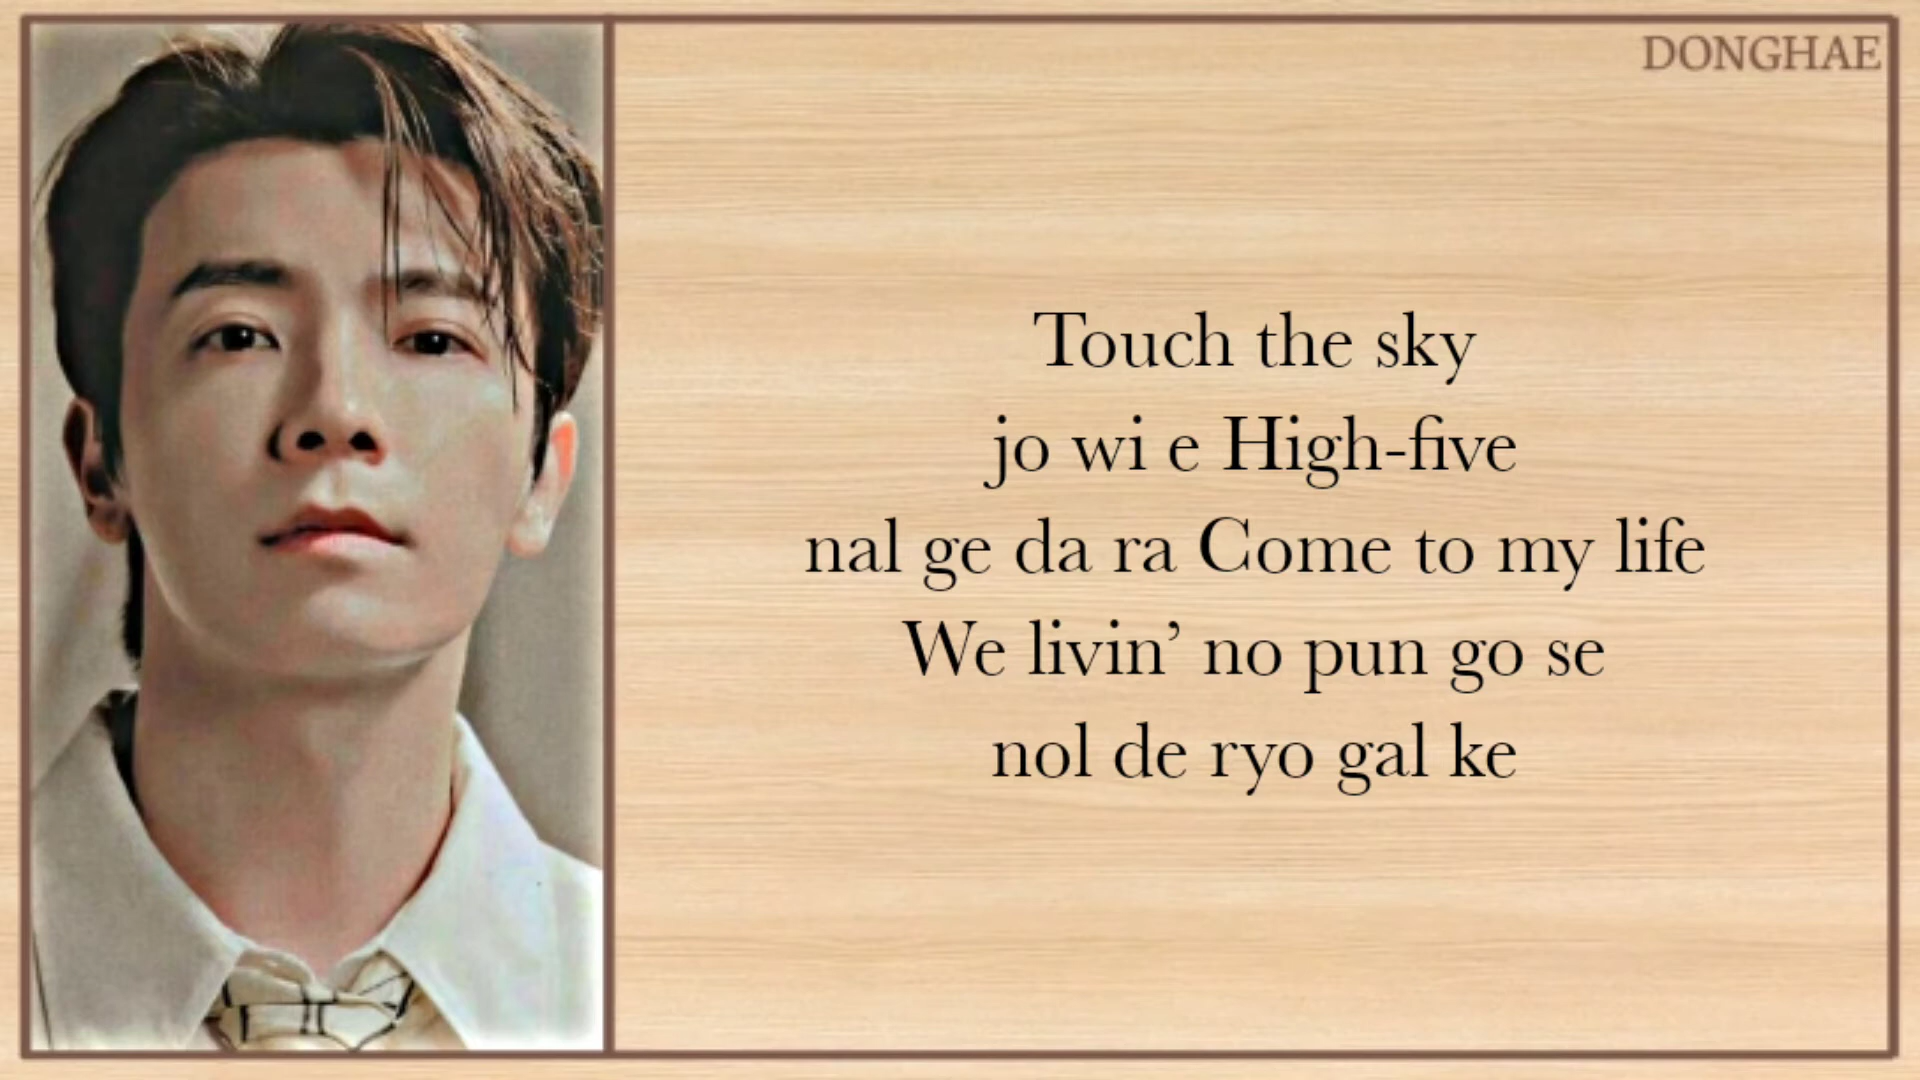 DONGHAE
Touch the sky
jo wi e High-five
nal ge da ra Come to my life
We livin’ no pun go se
nol de ryo gal ke